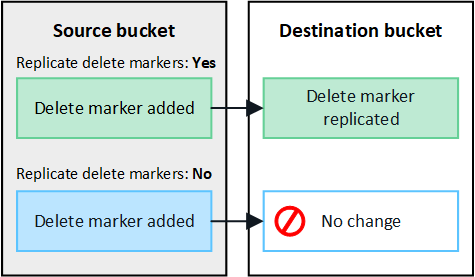 Source bucket
Replicate delete markers: Yes
Delete marker added
Replicate delete markers: No
Delete marker added
Destination bucket
Delete marker
replicated
No change